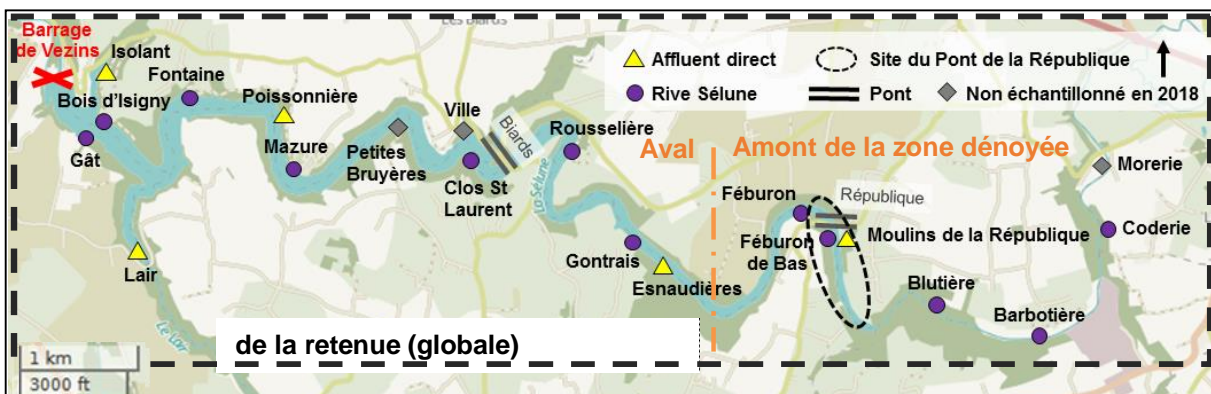 Les Biards
Barrage
de Vezins
Isolant
Fontaine
Bois d'Isigny
Gât
Poissonnière
Mazure
Petites
Bruyères
Ville
Biards
Clos St
Laurent
Rousselière
La Sélune
Lair
Le Lair
Gontrais
Esnaudières
Affluent direct
Site du Pont de la République
Rive Sélune
Pont
Non échantillonné en 2018
Aval
Amont de la zone dénoyée
Morerie
Féburon
République
Coderie
Féburon
de Bas
Moulins de la République
Blutière
Barbotière
de la retenue (globale)
1 km
3000 ft